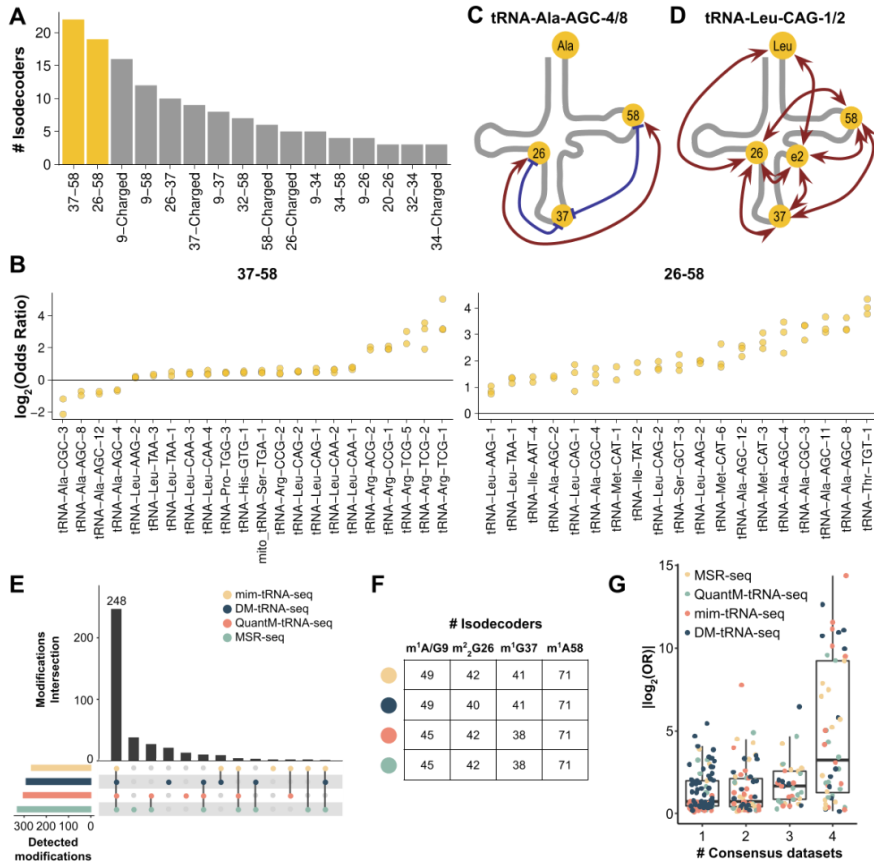 A
# Isodecoders
20
15
10
5
0
37–58
26–58
9–Charged
9–58
26–37
37–Charged
9–37
32–58
58–Charged
26–Charged
9–34
34–58
9–26
20–26
32–34
34–Charged
C
tRNA-Ala-AGC-4/8
Ala
58
26
37
D
tRNA-Leu-CAG-1/2
Leu
58
26
e2
37
B
37-58
log2(Odds Ratio)
4
2
0
−2
tRNA–Ala–CGC–3
tRNA–Ala–AGC–8
tRNA–Ala–AGC–12
tRNA–Ala–AGC–4
tRNA–Leu–AAG–2
tRNA–Leu–TAA–3
tRNA–Leu–TAA–1
tRNA–Leu–CAA–3
tRNA–Leu–CAA–4
tRNA–Pro–TGG–3
tRNA–His–GTG–1
mito_tRNA–Ser–TGA–1
tRNA–Arg–CCG–2
tRNA–Leu–CAG–1
tRNA–Leu–CAA–2
tRNA–Leu–CAA–1
tRNA–Arg–ACG–2
tRNA–Arg–CCG–1
tRNA–Arg–TCG–5
tRNA–Arg–TCG–2
tRNA–Arg–TCG–1
26-58
4
3
2
1
0
tRNA–Leu–AAG–1
tRNA–Leu–TAA–1
tRNA–Ile–AAT–4
tRNA–Ala–AGC–2
tRNA–Leu–CAG–1
tRNA–Ala–CGC–4
tRNA–Met–CAT–1
tRNA–Ile–TAT–2
tRNA–Leu–CAG–2
tRNA–Ser–GCT–3
tRNA–Leu–AAG–2
tRNA–Met–CAT–6
tRNA–Ala–AGC–12
tRNA–Met–CAT–3
tRNA–Ala–AGC–4
tRNA–Ala–CGC–3
tRNA–Ala–AGC–11
tRNA–Ala–AGC–8
tRNA–Thr–TGT–1
E
Modifications
Intersection
248
200
100
0
mim-tRNA-seq
DM-tRNA-seq
QuantM-tRNA-seq
MSR-seq
300 200 100 0
Detected
modifications
F
# Isodecoders
m1A/G9 m22G26 m1G37 m1A58
49 42 41 71
49 40 41 71
45 42 38 71
45 42 38 71
G
|log2(OR)|
15
10
5
0
MSR-seq
QuantM-tRNA-seq
mim-tRNA-seq
DM-tRNA-seq
1 2 3 4
# Consensus datasets